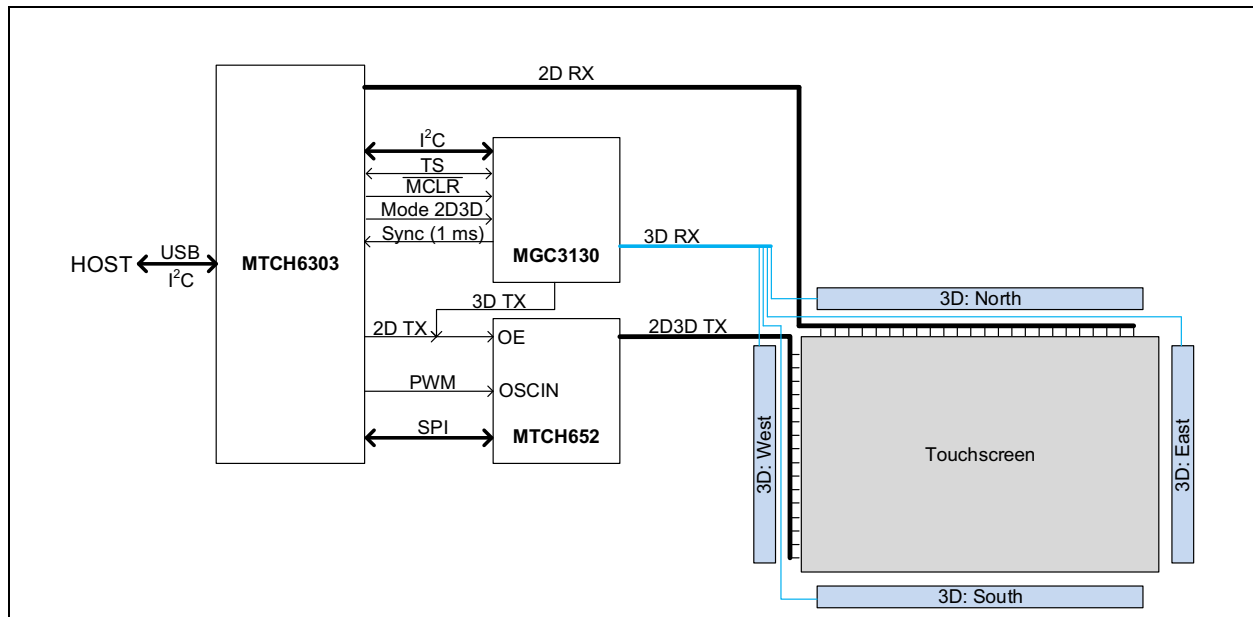 2D RX
I²C
TS
MCLR
Mode 2D3D
Sync (1 ms)
MGC3130
3D RX
HOST
USB
I²C
MTCH6303
3D: North
3D TX
2D TX
OE
2D3D TX
PWM
OSCIN
SPI
MTCH652
3D: West
Touchscreen
3D: East
3D: South